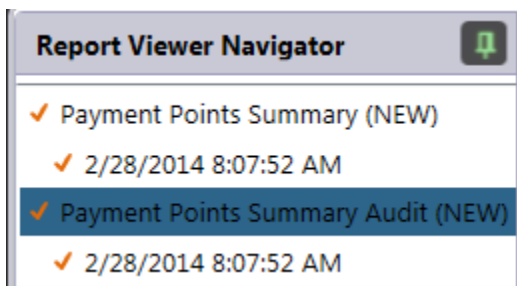 Report Viewer Navigator
Payment Points Summary (NEW)
2/28/2014 8:07:52 AM
Payment Points Summary Audit (NEW)
2/28/2014 8:07:52 AM